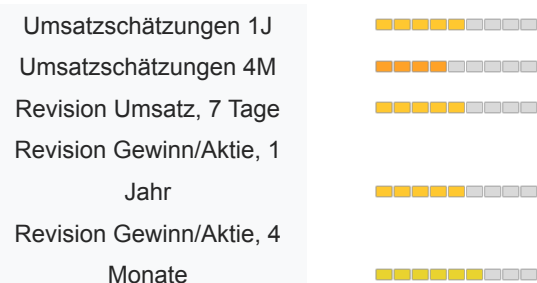 Umsatzschätzungen 1J
Umsatzschätzungen 4M
Revision Umsatz, 7 Tage
Revision Gewinn/Aktie, 1
Jahr
Revision Gewinn/Aktie, 4
Monate